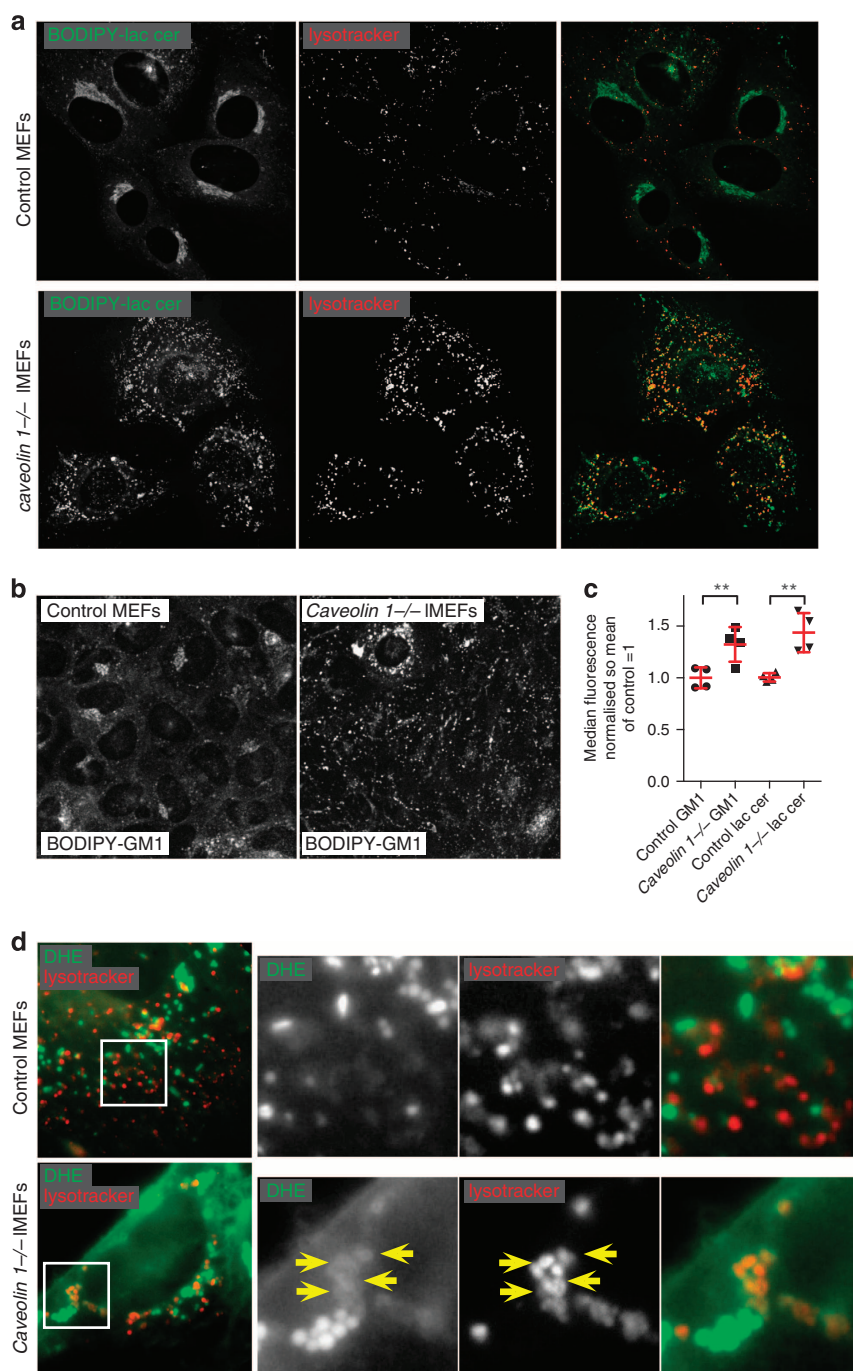 a
BODIPY-lac cer
lysotracker
Control MEFs
BODIPY-lac cer
lysotracker
caveolin 1–/– IMEFs
b
Control MEFs
Caveolin 1–/– IMEFs
BODIPY-GM1
BODIPY-GM1
c
**
**
Median fluorescence
normalised so mean
of control = 1
1.5
1.0
0.5
0.0
Control GM1
Caveolin 1–/– GM1
Control lac cer
Caveolin 1–/– lac cer
d
DHE
lysotracker
DHE
lysotracker
Control MEFs
DHE
lysotracker
DHE
lysotracker
Caveolin 1–/– IMEFs